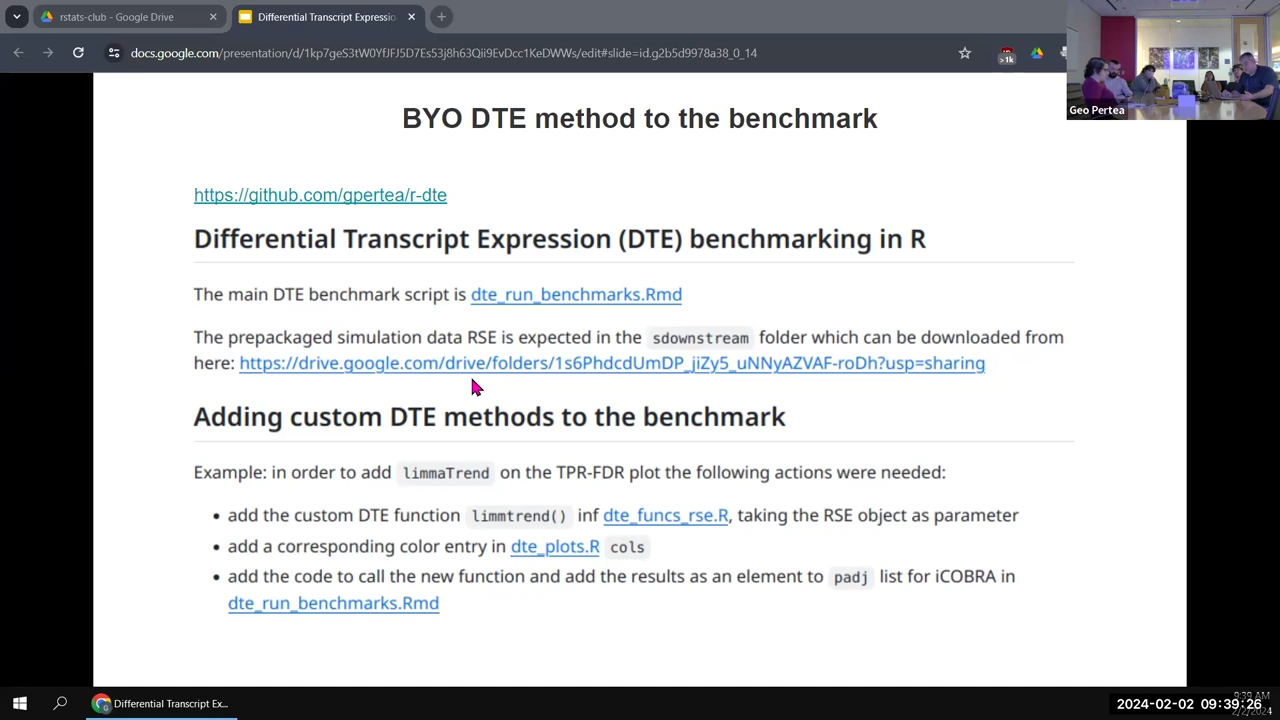 rstats-club - Google Drive
Differential Transcript Expressio
docs.google.com/presentation/d/1kp7geS3tW0YfJFJ5D7Es53j8h63Qii9EvDcc1KeDWWs/edit#slide=id.g2b5d9978a38_0_14
>1k
Geo Pertea
BYO DTE method to the benchmark
https://github.com/gpertea/r-dte
Differential Transcript Expression (DTE) benchmarking in R
The main DTE benchmark script is dte_run_benchmarks.Rmd
The prepackaged simulation data RSE is expected in the sdownstream folder which can be downloaded from
here: https://drive.google.com/drive/folders/1s6PhdcdUmDP_jiZy5_uNNyAZVAF-roDh?usp=sharing
Adding custom DTE methods to the benchmark
Example: in order to add limmaTrend on the TPR-FDR plot the following actions were needed:
• add the custom DTE function limmtrend() inf dte_funcs_rse.R, taking the RSE object as parameter
• add a corresponding color entry in dte_plots.R cols
• add the code to call the new function and add the results as an element to padj list for iCOBRA in
dte_run_benchmarks.Rmd
Differential Transcript Ex...
9:39 AM
2/2/2024
2024-02-02 09:39:26